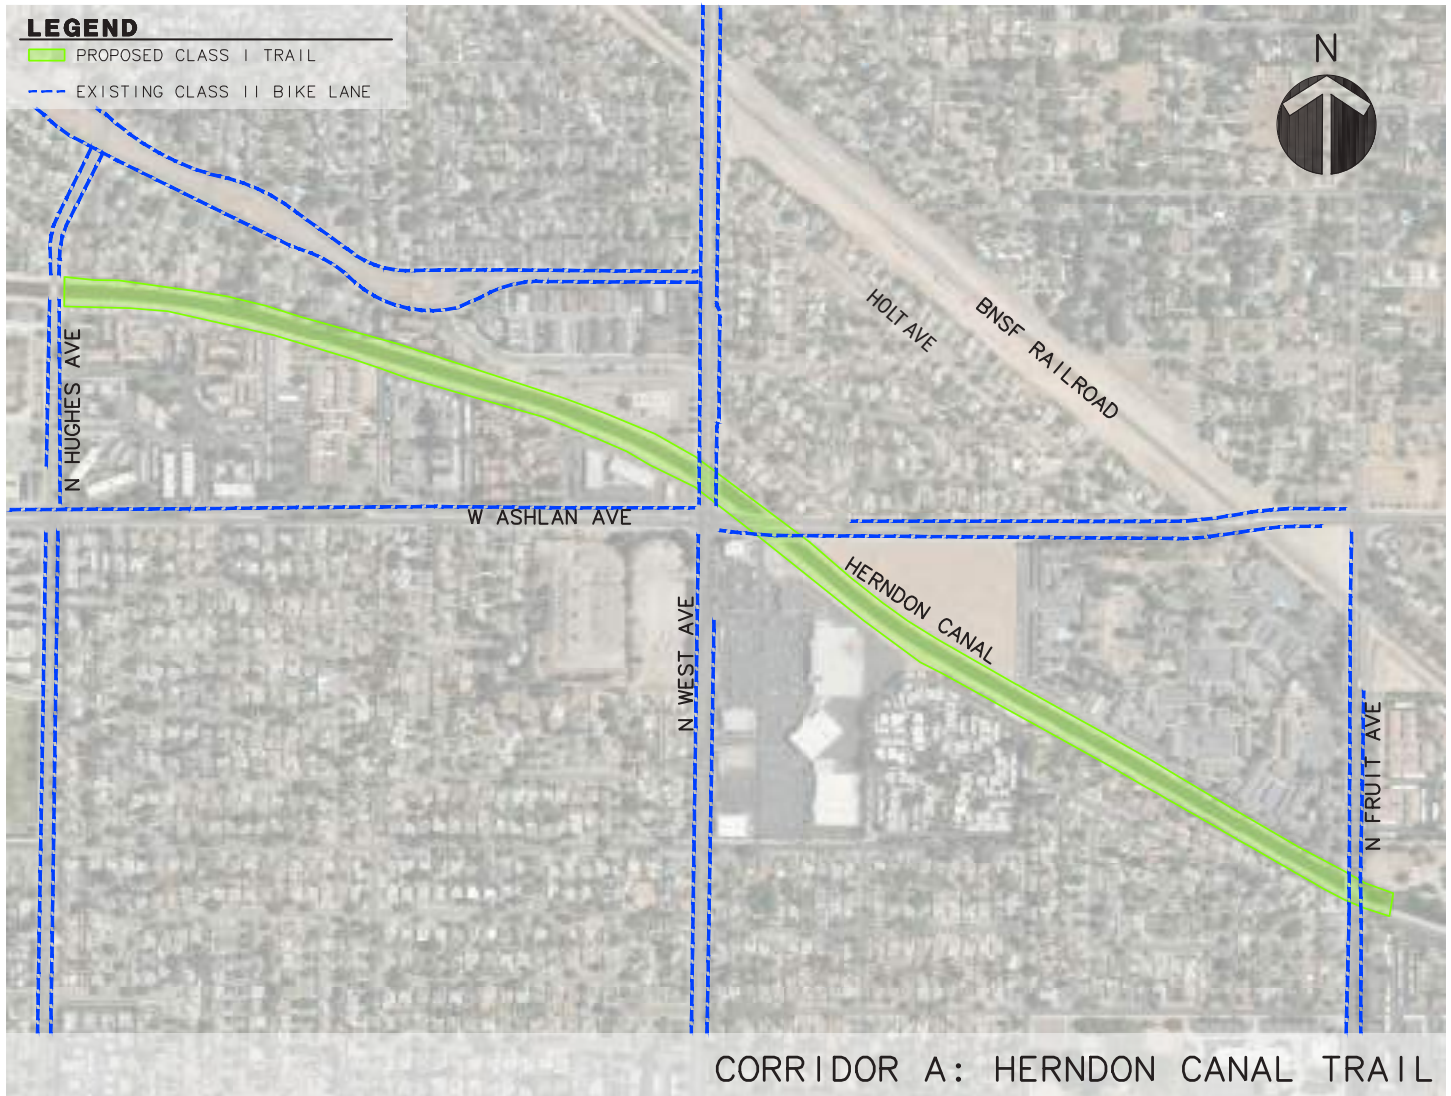 LEGEND
PROPOSED CLASS I TRAIL
EXISTING CLASS II BIKE LANE
N
HOLT AVE
BNSF RAILROAD
N HUGHES AVE
W ASHLAN AVE
HERNDON CANAL
N WEST AVE
N FRUIT AVE
CORRIDOR A: HERNDON CANAL TRAIL